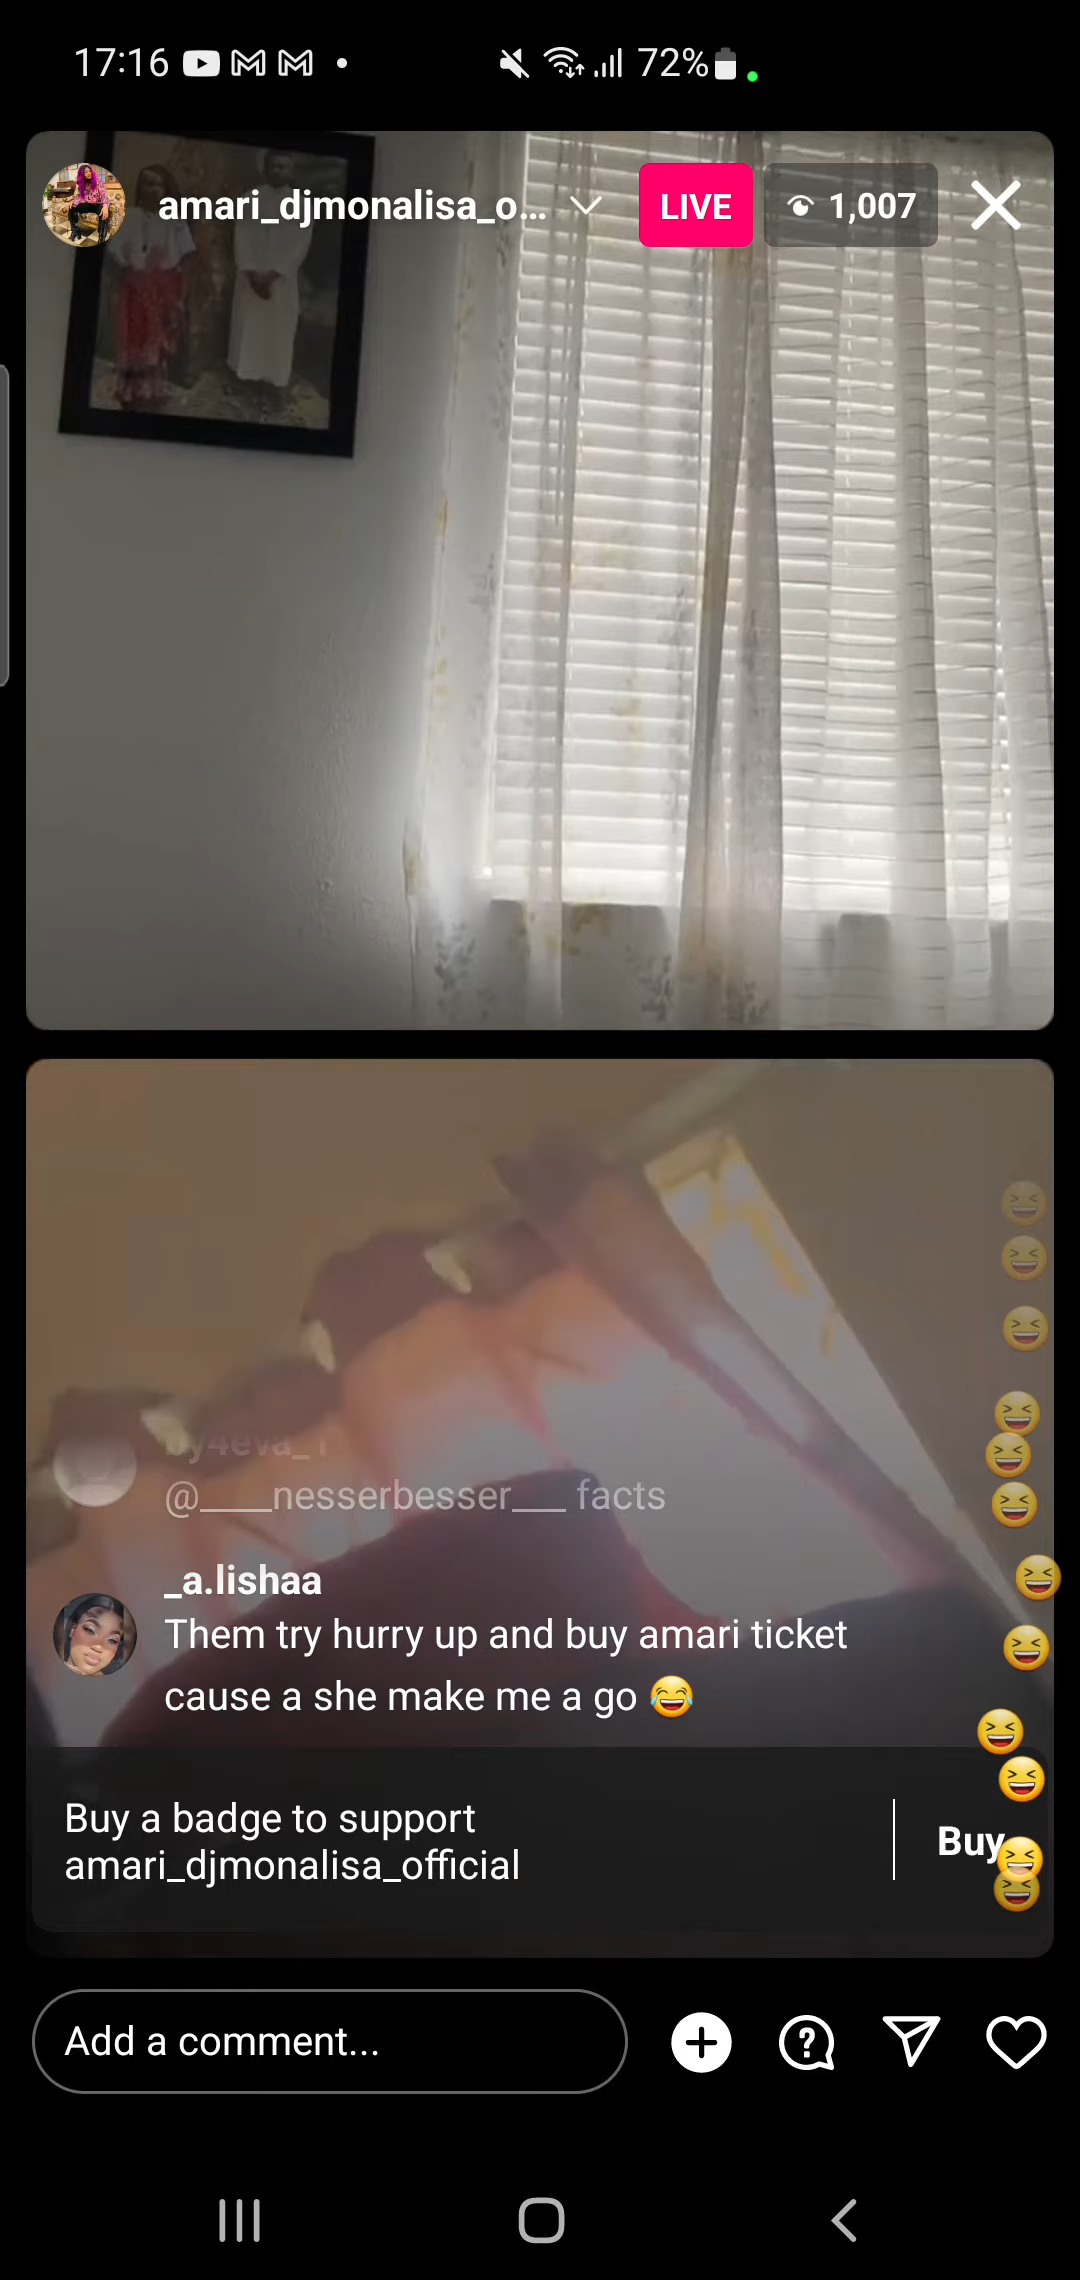 17:16
72%
amari_djmonalisa_o...
LIVE
1,007
@____nesserbesser___ facts
_a.lishaa
Them try hurry up and buy amari ticket
cause a she make me a go 😂
Buy a badge to support
amari_djmonalisa_official
Buy
Add a comment...